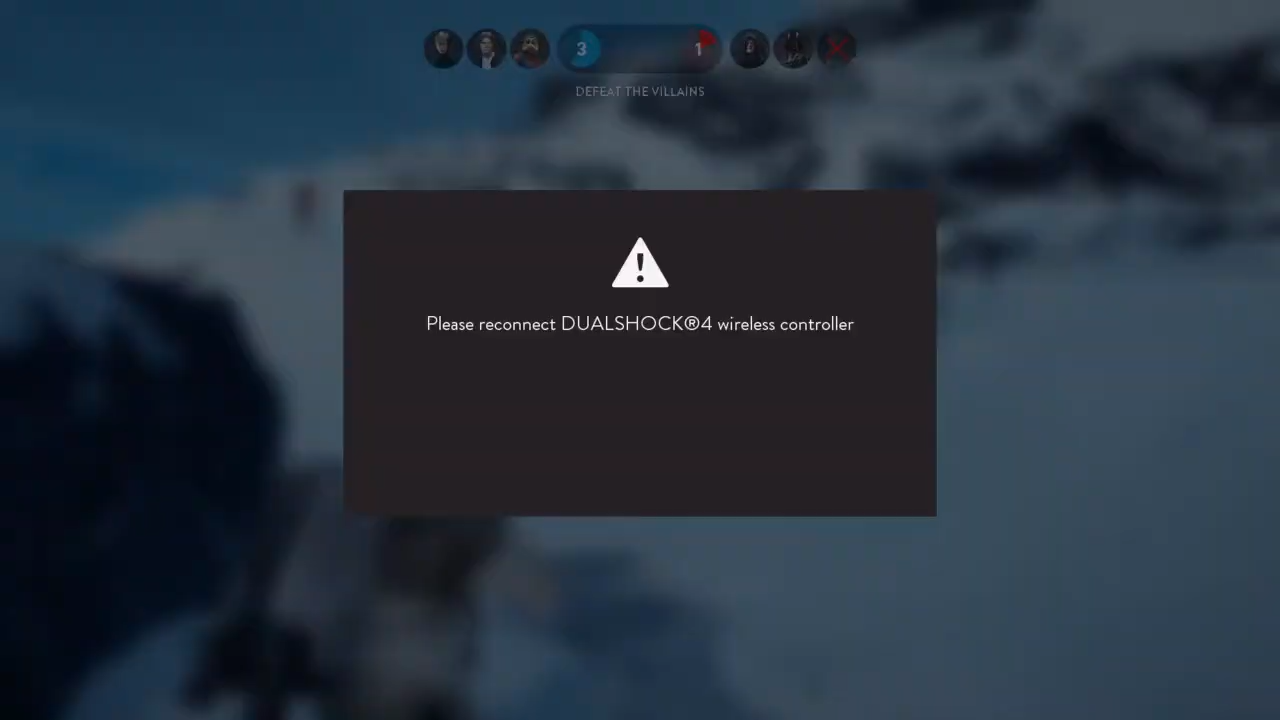 3 1
DEFEAT THE VILLAINS
Please reconnect DUALSHOCK®4 wireless controller